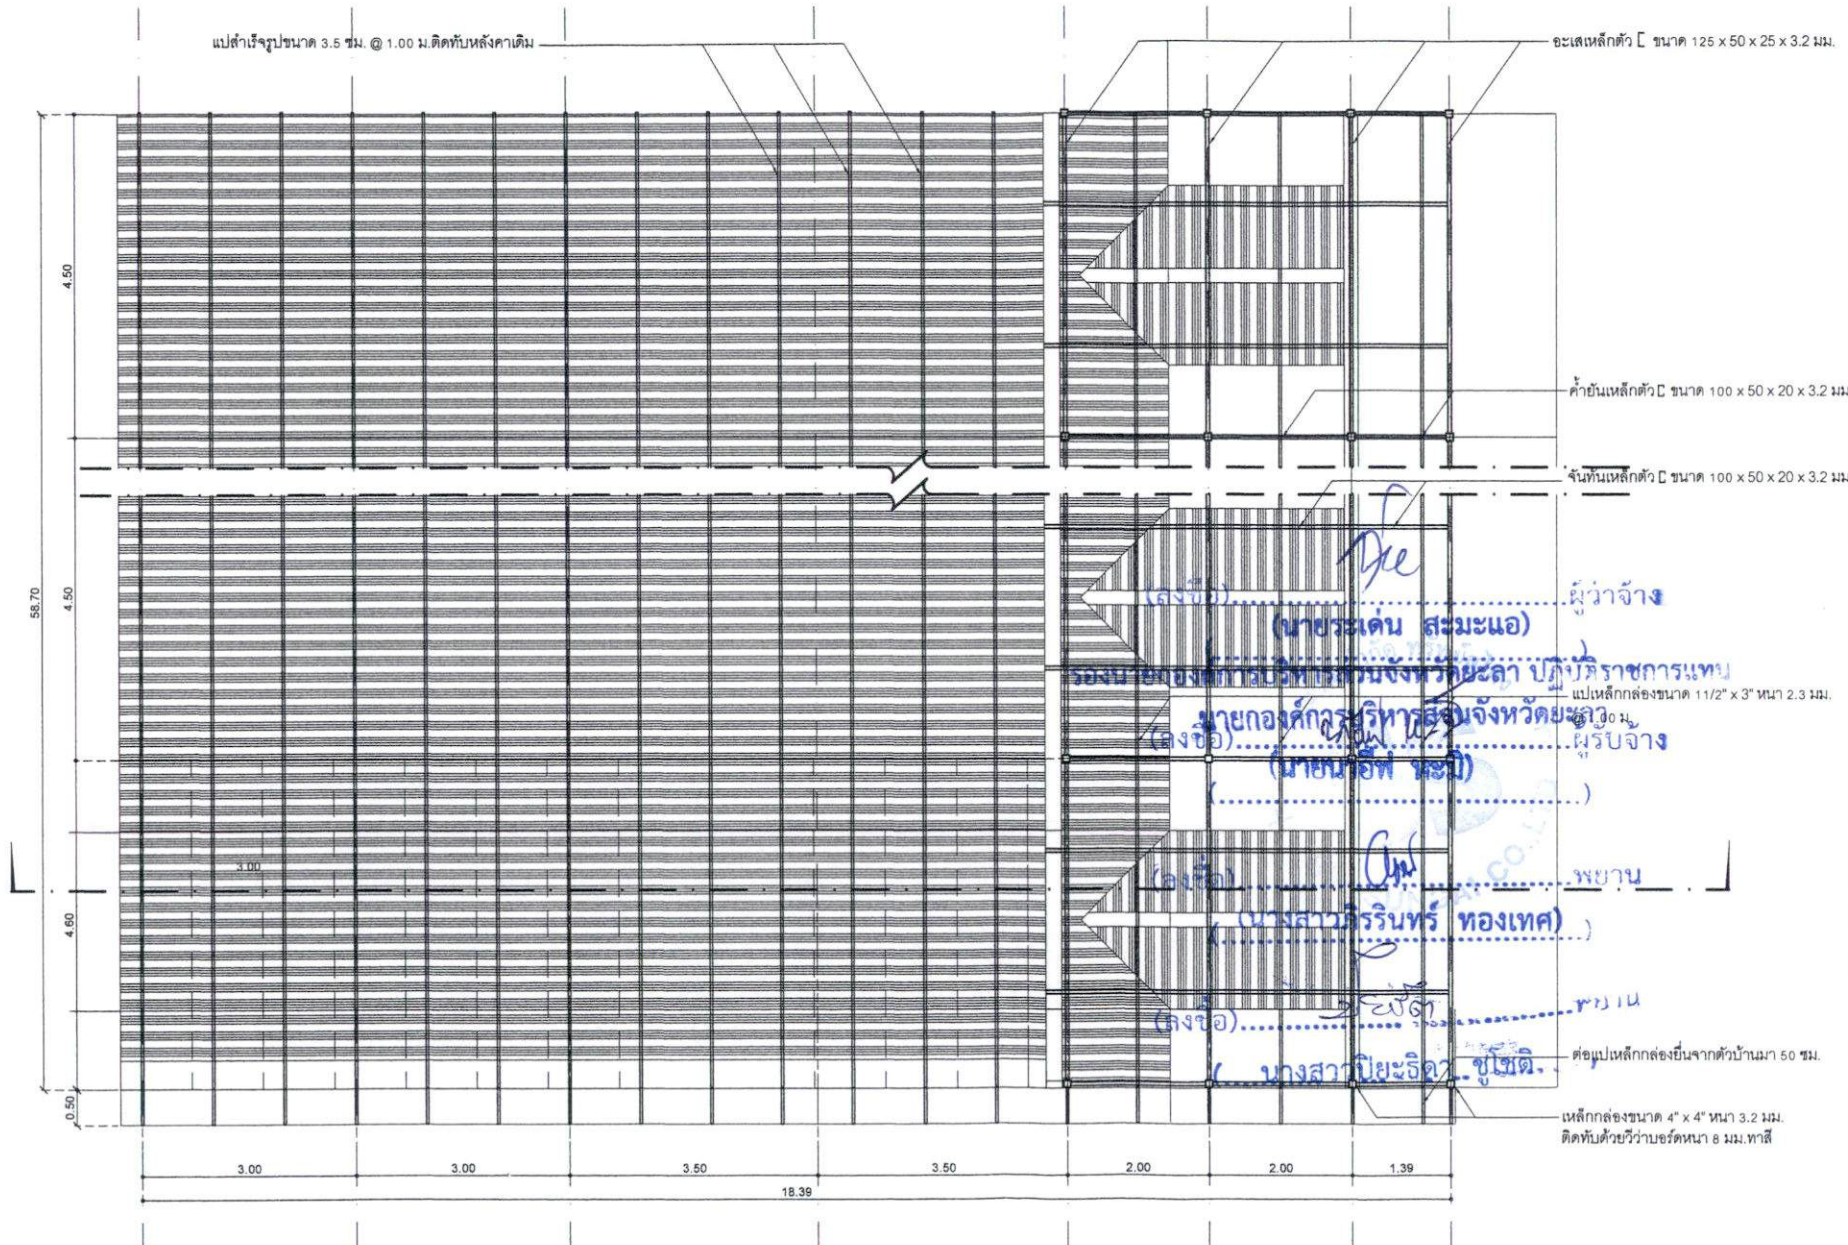 แปสำเร็จรูปขนาด 3.5 ซม. @ 1.00 ม.ติดทับหลังคาเดิม
อะเสเหล็กตัว [ ขนาด 125 x 50 x 25 x 3.2 มม.
4.50
ค้ำยันเหล็กตัว [ ขนาด 100 x 50 x 20 x 3.2 มม
จันทันเหล็กตัว [ ขนาด 100 x 50 x 20 x 3.2 มม
58.70
4.50
(ลงชื่อ) ผู้ว่าจ้าง
(นายระเด่น สะมะแอ)
รองนายกองค์การบริหารส่วนจังหวัดยะลา ปฏิบัติราชการแทน
แปเหล็กกล่องขนาด 11/2" x 3" หนา 2.3 มม.
นายกองค์การบริหารส่วนจังหวัดยะลา
1.00 ม
(ลงชื่อ) ผู้รับจ้าง
3.00
4.60
(ลงชื่อ) พยาน
(นางสาวภิรรินทร์ ทองเทศ)
(ลงชื่อ) พยาน
ต่อแปเหล็กกล่องยื่นจากตัวบ้านมา 50 ซม.
(นางสาวปิยะธิดา ชูโชติ)
0.50
เหล็กกล่องขนาด 4" x 4" หนา 3.2 มม.
ติดทับด้วยวีว่าบอร์ดหนา 8 มม.ทาสี
3.00 3.00 3.50 3.50 2.00 2.00 1.39
18.39